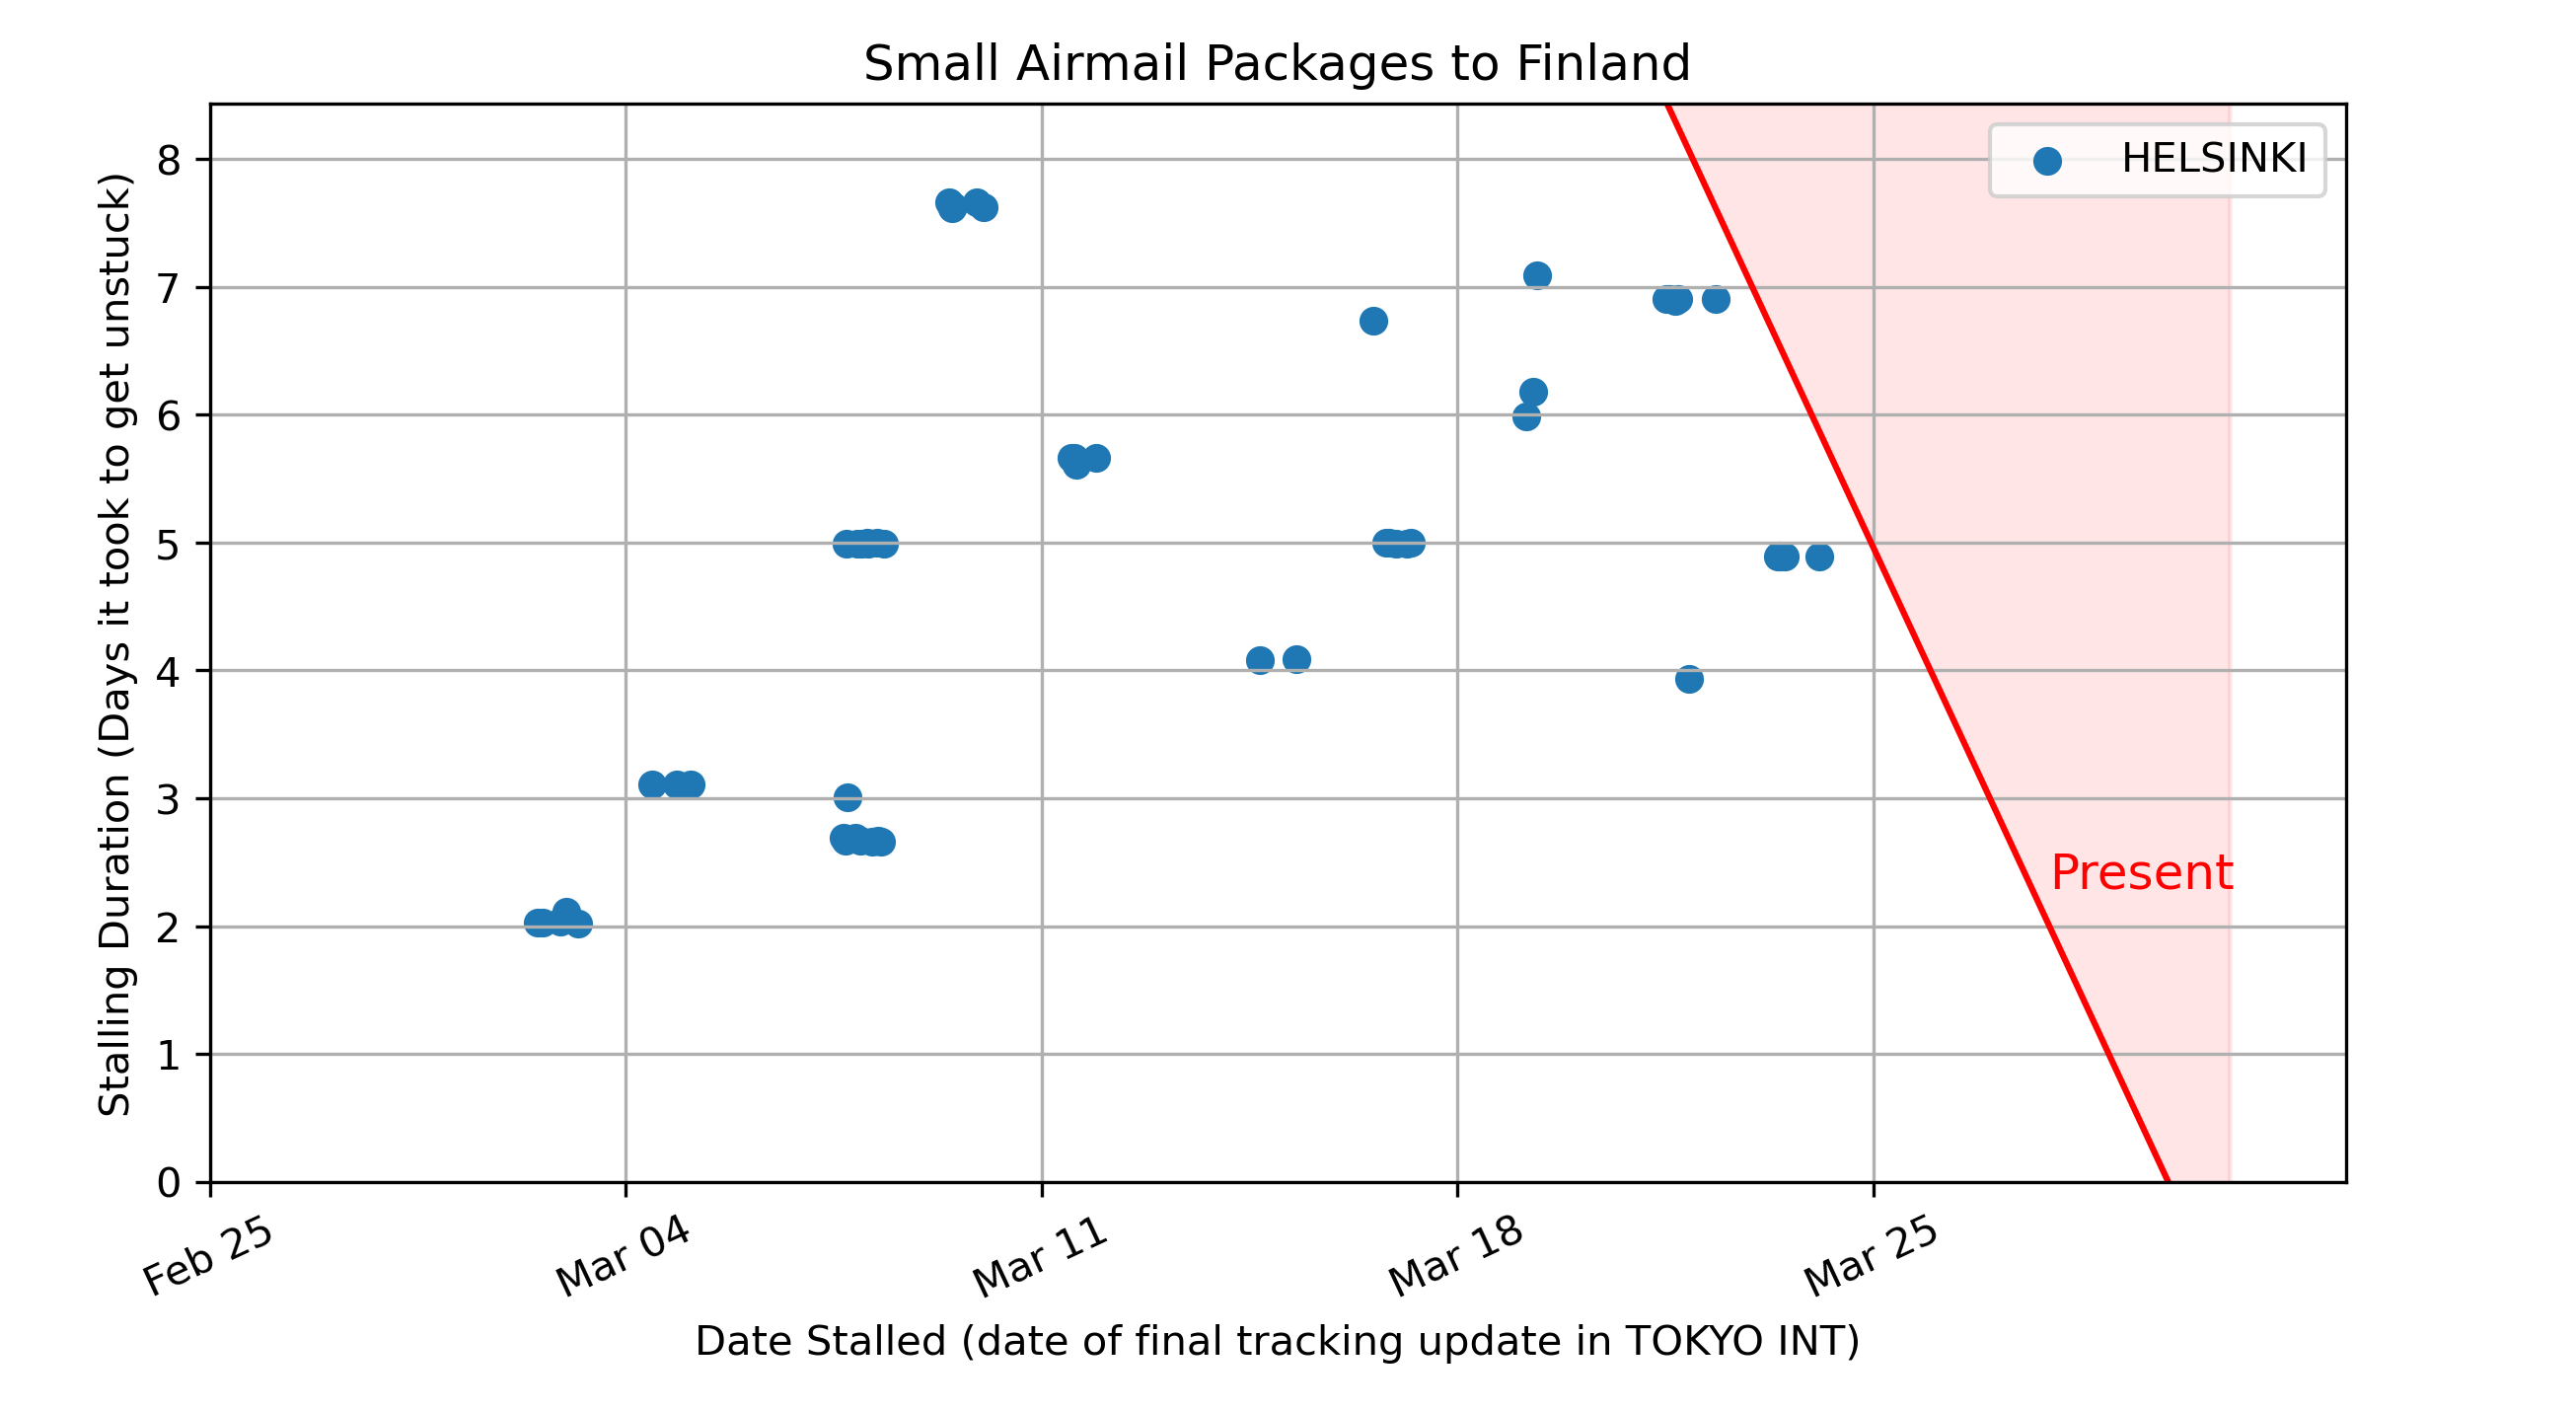 Small Airmail Packages to Finland
HELSINKI
Stalling Duration (Days it took to get unstuck)
8
7
6
5
4
3
2
1
0
Present
Feb 25
Mar 04
Mar 11
Mar 18
Mar 25
Date Stalled (date of final tracking update in TOKYO INT)